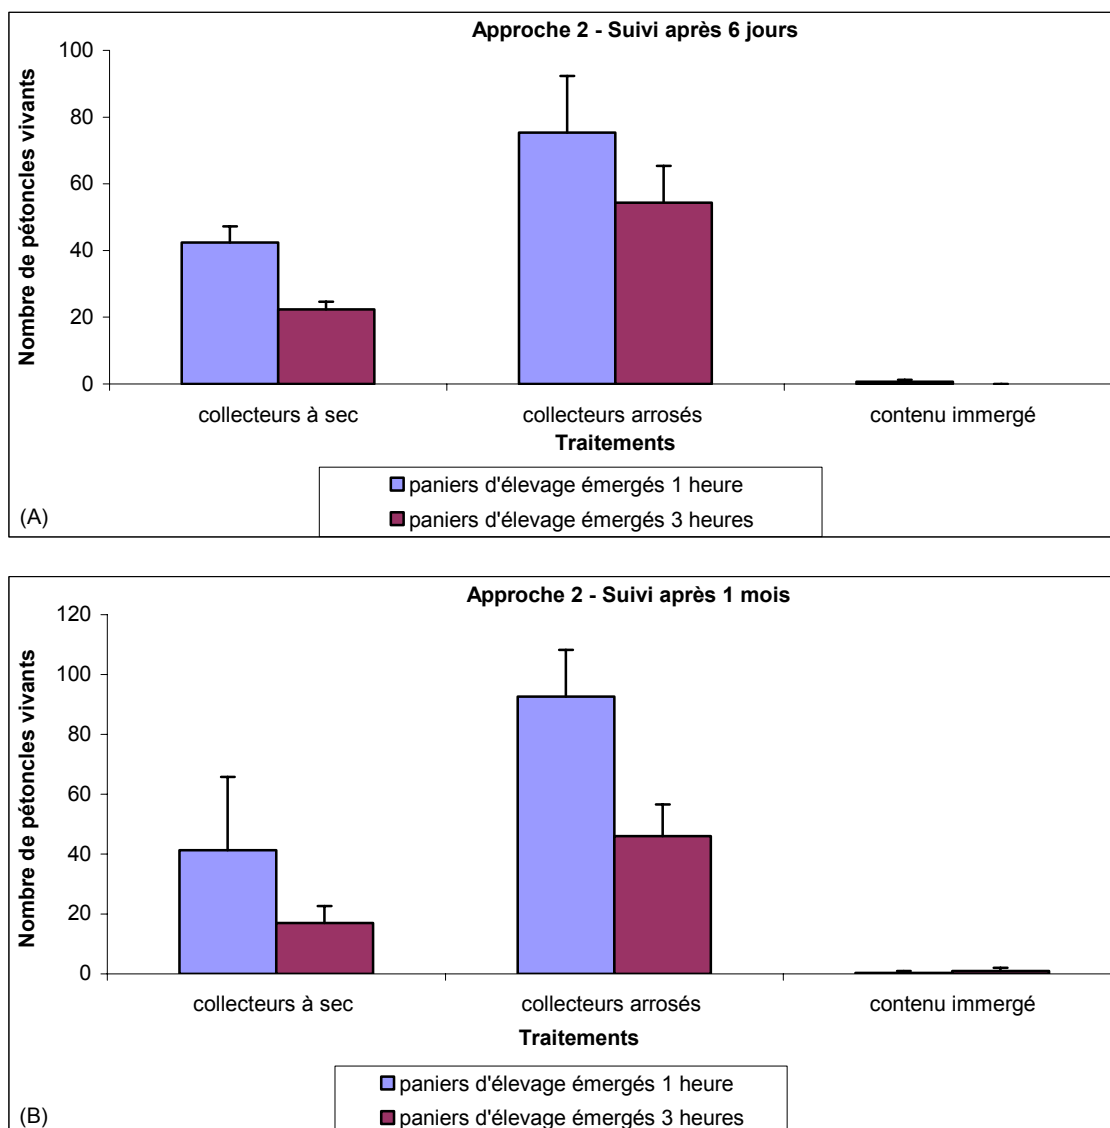 Approche 2 - Suivi après 6 jours
100
80
60
40
20
0
Nombre de pétoncles vivants
collecteurs à sec
collecteurs arrosés
contenu immergé
Traitements
paniers d'élevage émergés 1 heure
paniers d'élevage émergés 3 heures
(A)
Approche 2 - Suivi après 1 mois
120
100
80
60
40
20
0
Nombre de pétoncles vivants
collecteurs à sec
collecteurs arrosés
contenu immergé
Traitements
paniers d'élevage émergés 1 heure
paniers d'élevage émergés 3 heures
(B)